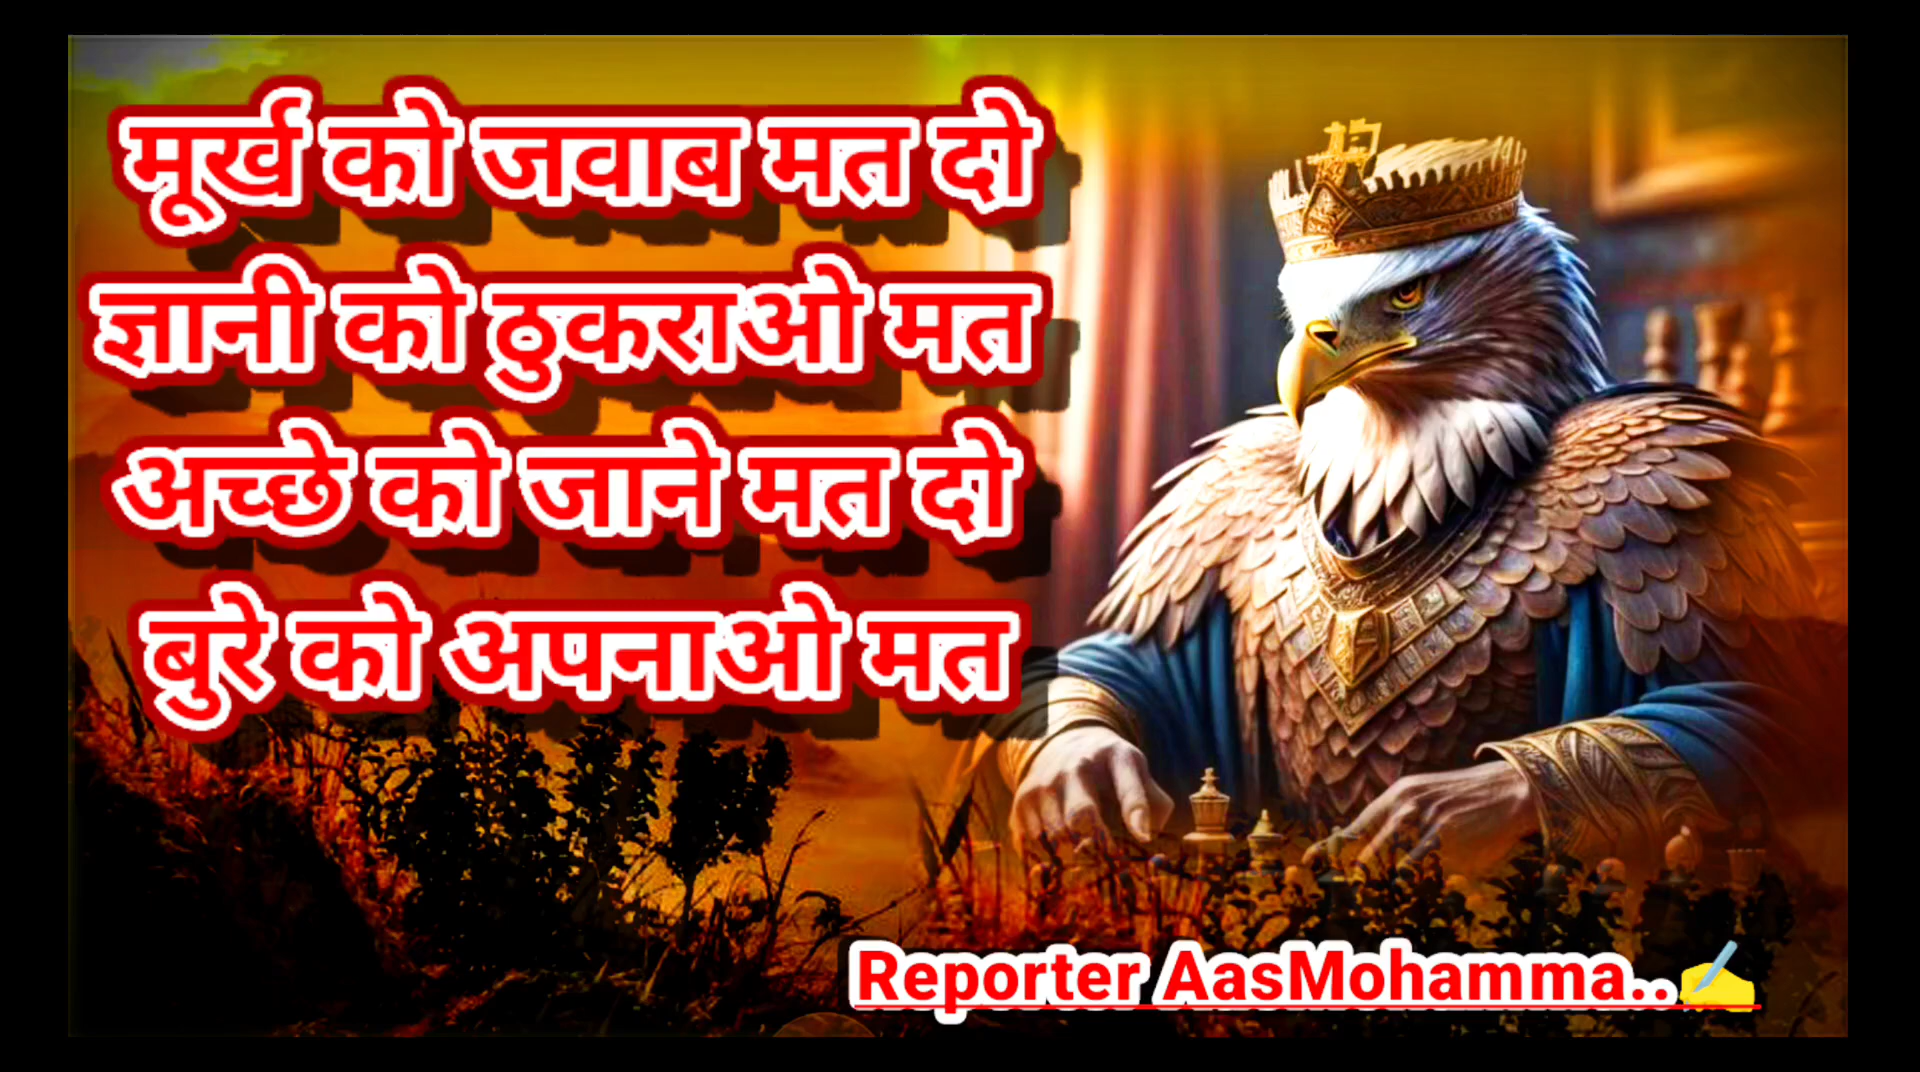 मूर्ख को जवाब मत दो
ज्ञानी को ठुकराओ मत
अच्छे को जाने मत दो
बुरे को अपनाओ मत
Reporter AasMohamma..✍️